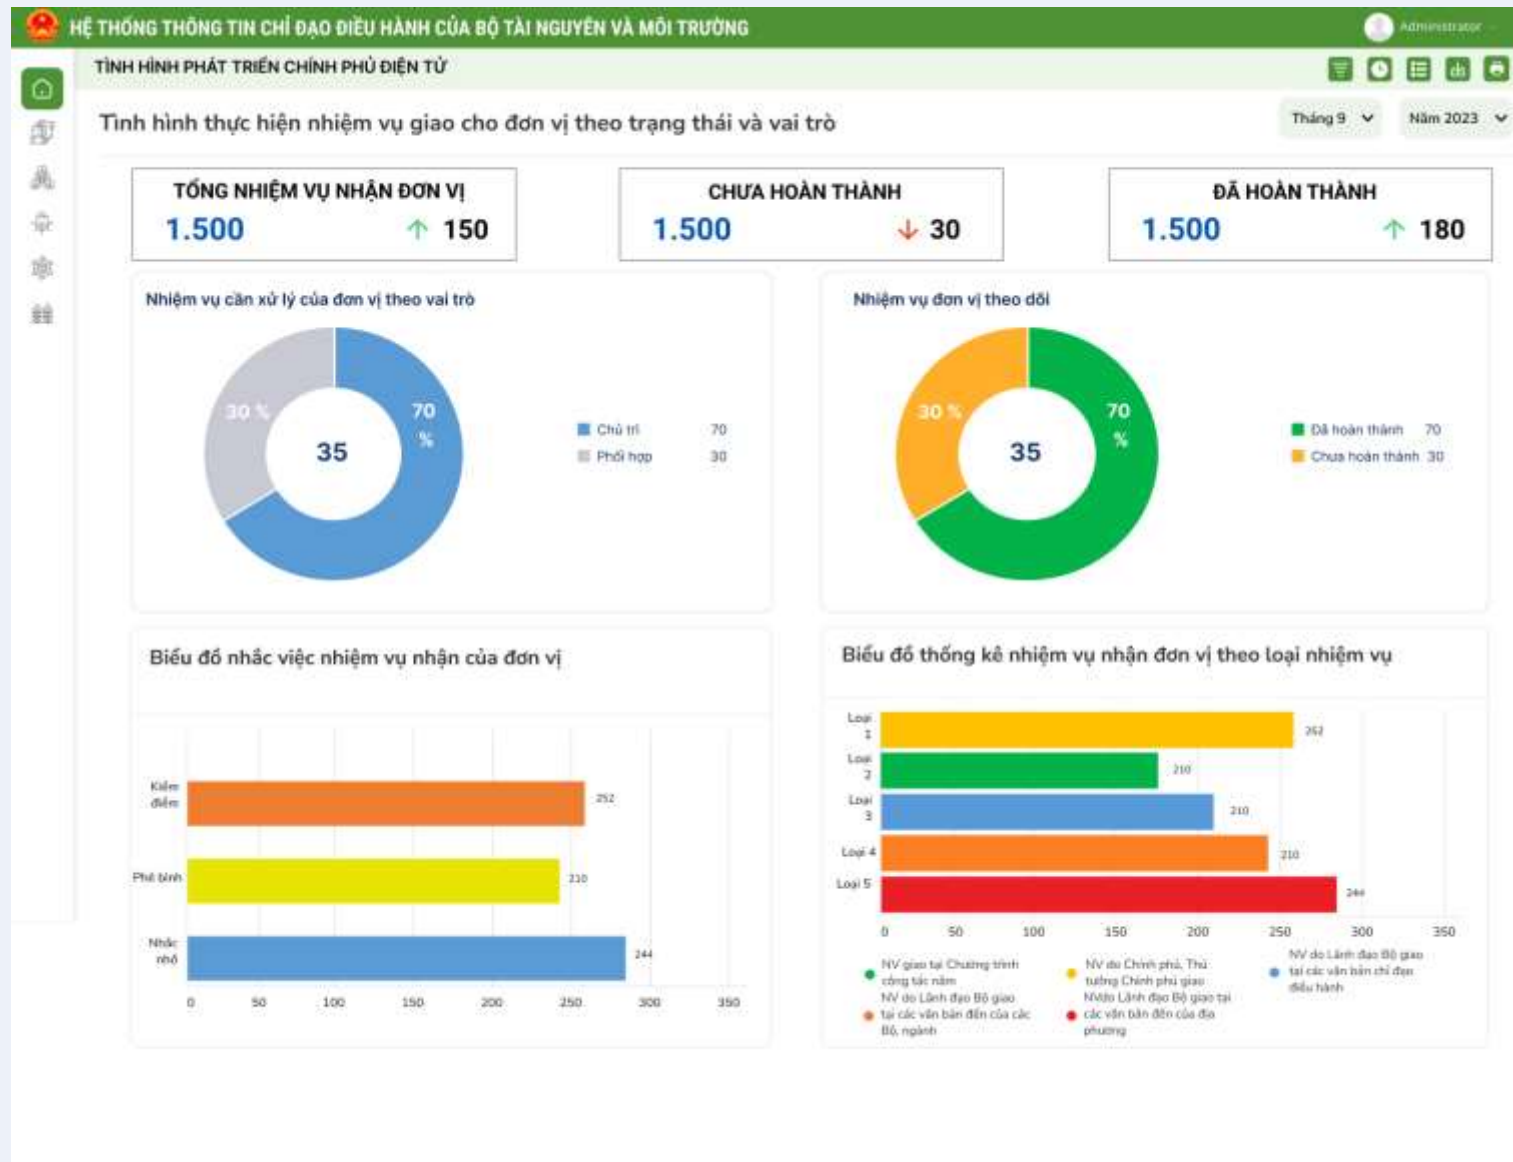 HỆ THỐNG THÔNG TIN CHỈ ĐẠO ĐIỀU HÀNH CỦA BỘ TÀI NGUYÊN VÀ MÔI TRƯỜNG
Administrator
TÌNH HÌNH PHÁT TRIỂN CHÍNH PHỦ ĐIỆN TỬ
Tình hình thực hiện nhiệm vụ giao cho đơn vị theo trạng thái và vai trò
Tháng 9
Năm 2023
TỔNG NHIỆM VỤ NHẬN ĐƠN VỊ
1.500 150
CHƯA HOÀN THÀNH
1.500 30
ĐÃ HOÀN THÀNH
1.500 180
Nhiệm vụ cần xử lý của đơn vị theo vai trò
30 %
70
%
35
Chủ trì 70
Phối hợp 30
Nhiệm vụ đơn vị theo dõi
30 %
70
%
35
Đã hoàn thành 70
Chưa hoàn thành 30
Biểu đồ nhắc việc nhiệm vụ nhận của đơn vị
Kiểm
điểm
252
Phê bình
210
Nhắc
nhở
244
0 50 100 150 200 250 300 350
Biểu đồ thống kê nhiệm vụ nhận đơn vị theo loại nhiệm vụ
Loại
1
252
Loại
2
210
Loại
3
210
Loại 4
210
Loại 5
244
0 50 100 150 200 250 300 350
NV giao tại Chương trình
công tác năm
NV do Chính phủ, Thủ
tướng Chính phủ giao
NV do Lãnh đạo Bộ giao
tại các văn bản chỉ đạo
điều hành
NV do Lãnh đạo Bộ giao
tại các văn bản đến của các
Bộ, ngành
NVdo Lãnh đạo Bộ giao tại
các văn bản đến của địa
phương